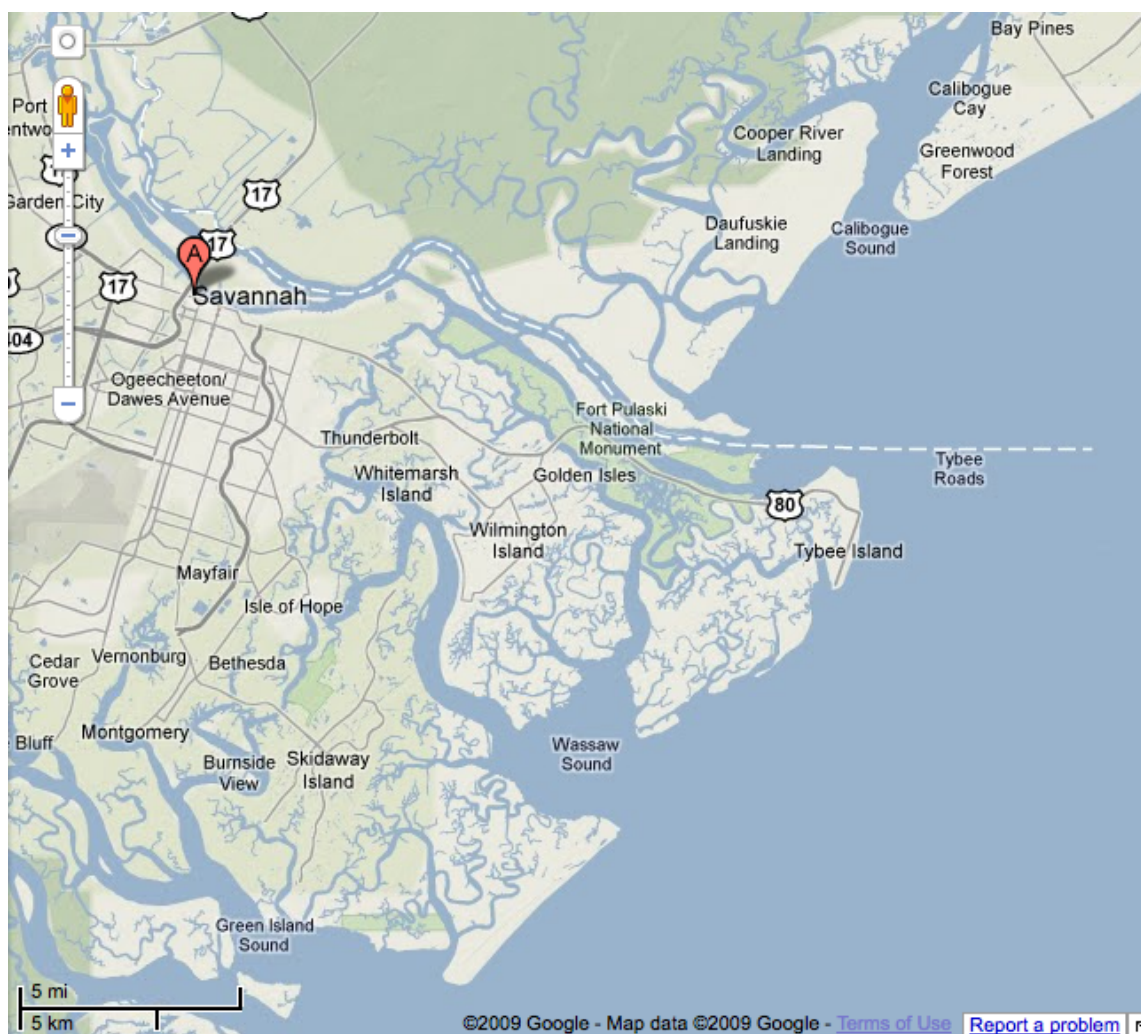 Bay Pines
Port
entwo
17
Calibogue
Cay
Cooper River
Landing
Greenwood
Forest
17
Garden City
Daufuskie
Landing
Calibogue
Sound
17
A
17
Savannah
404
Ogeecheeton/
Dawes Avenue
Fort Pulaski
National
Monument
Thunderbolt
Whitemarsh
Island
Golden Isles
Tybee
Roads
80
Wilmington
Island
Tybee Island
Mayfair
Isle of Hope
Cedar
Grove
Vernonburg
Bethesda
Montgomery
Bluff
Wassaw
Sound
Burnside
View
Skidaway
Island
Green Island
Sound
5 mi
5 km
©2009 Google - Map data ©2009 Google - Terms of Use
Report a problem